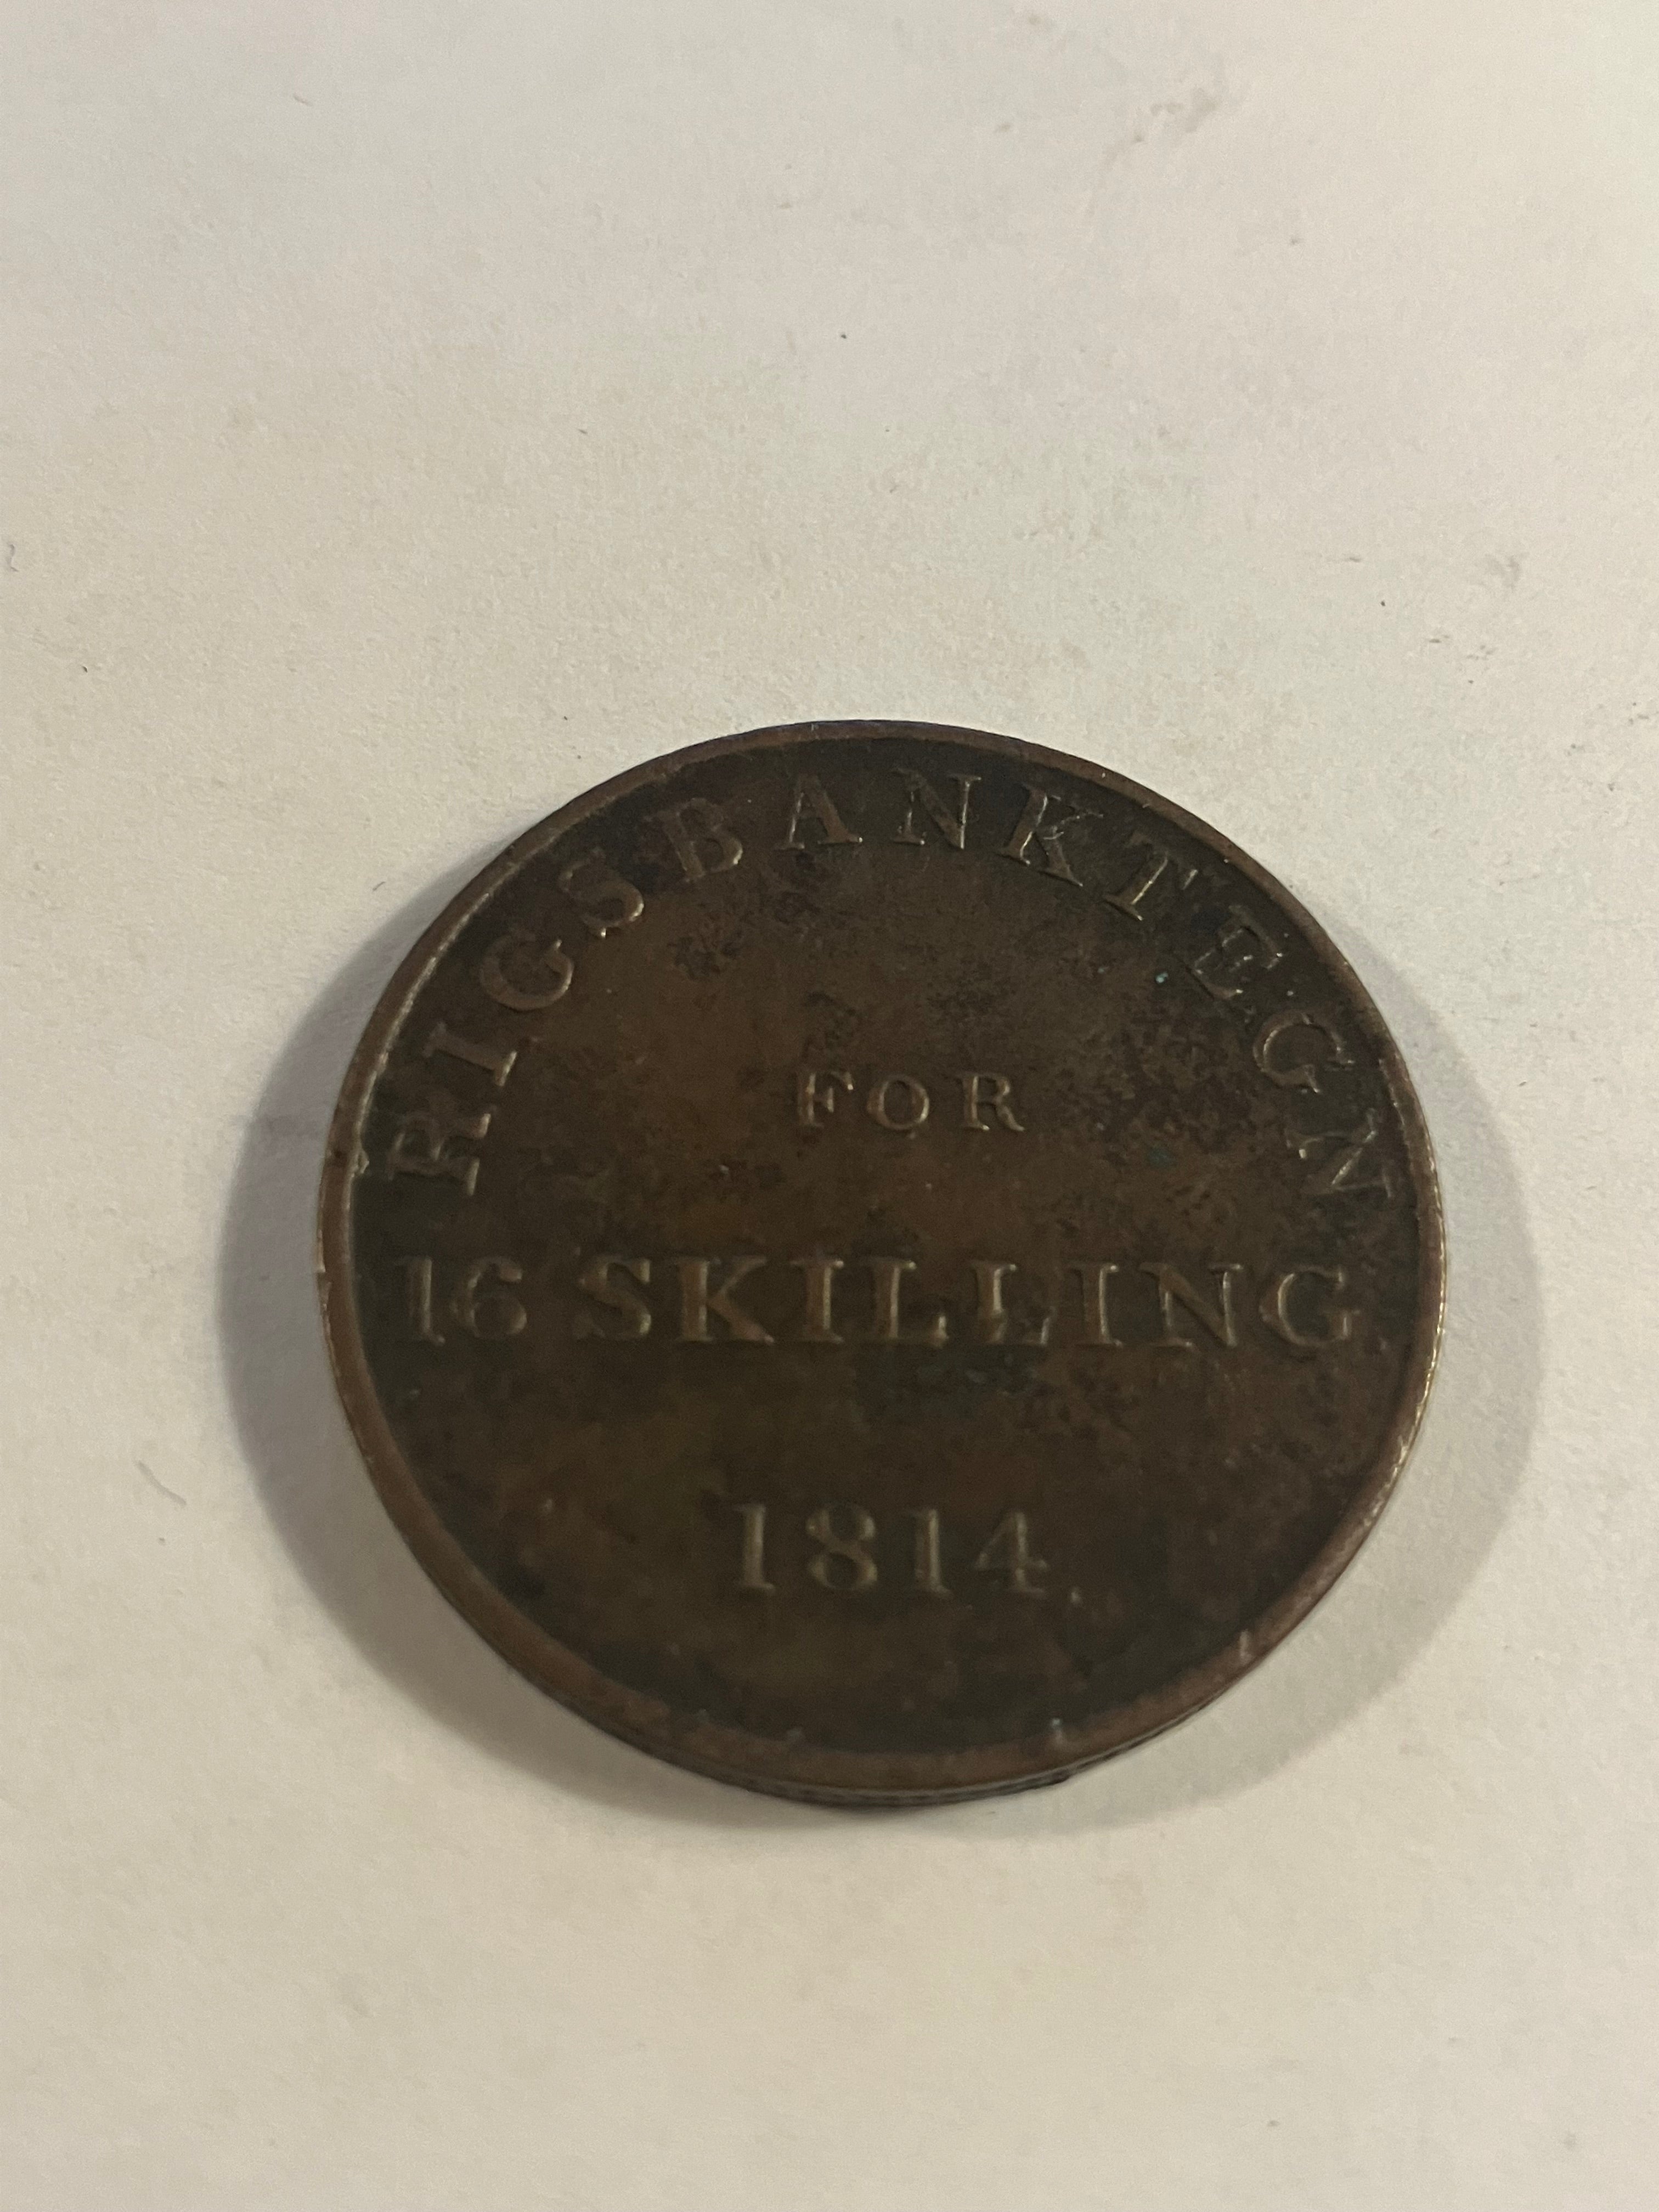 RIGSBANKTEGN
FOR
16 SKILLING
1814.